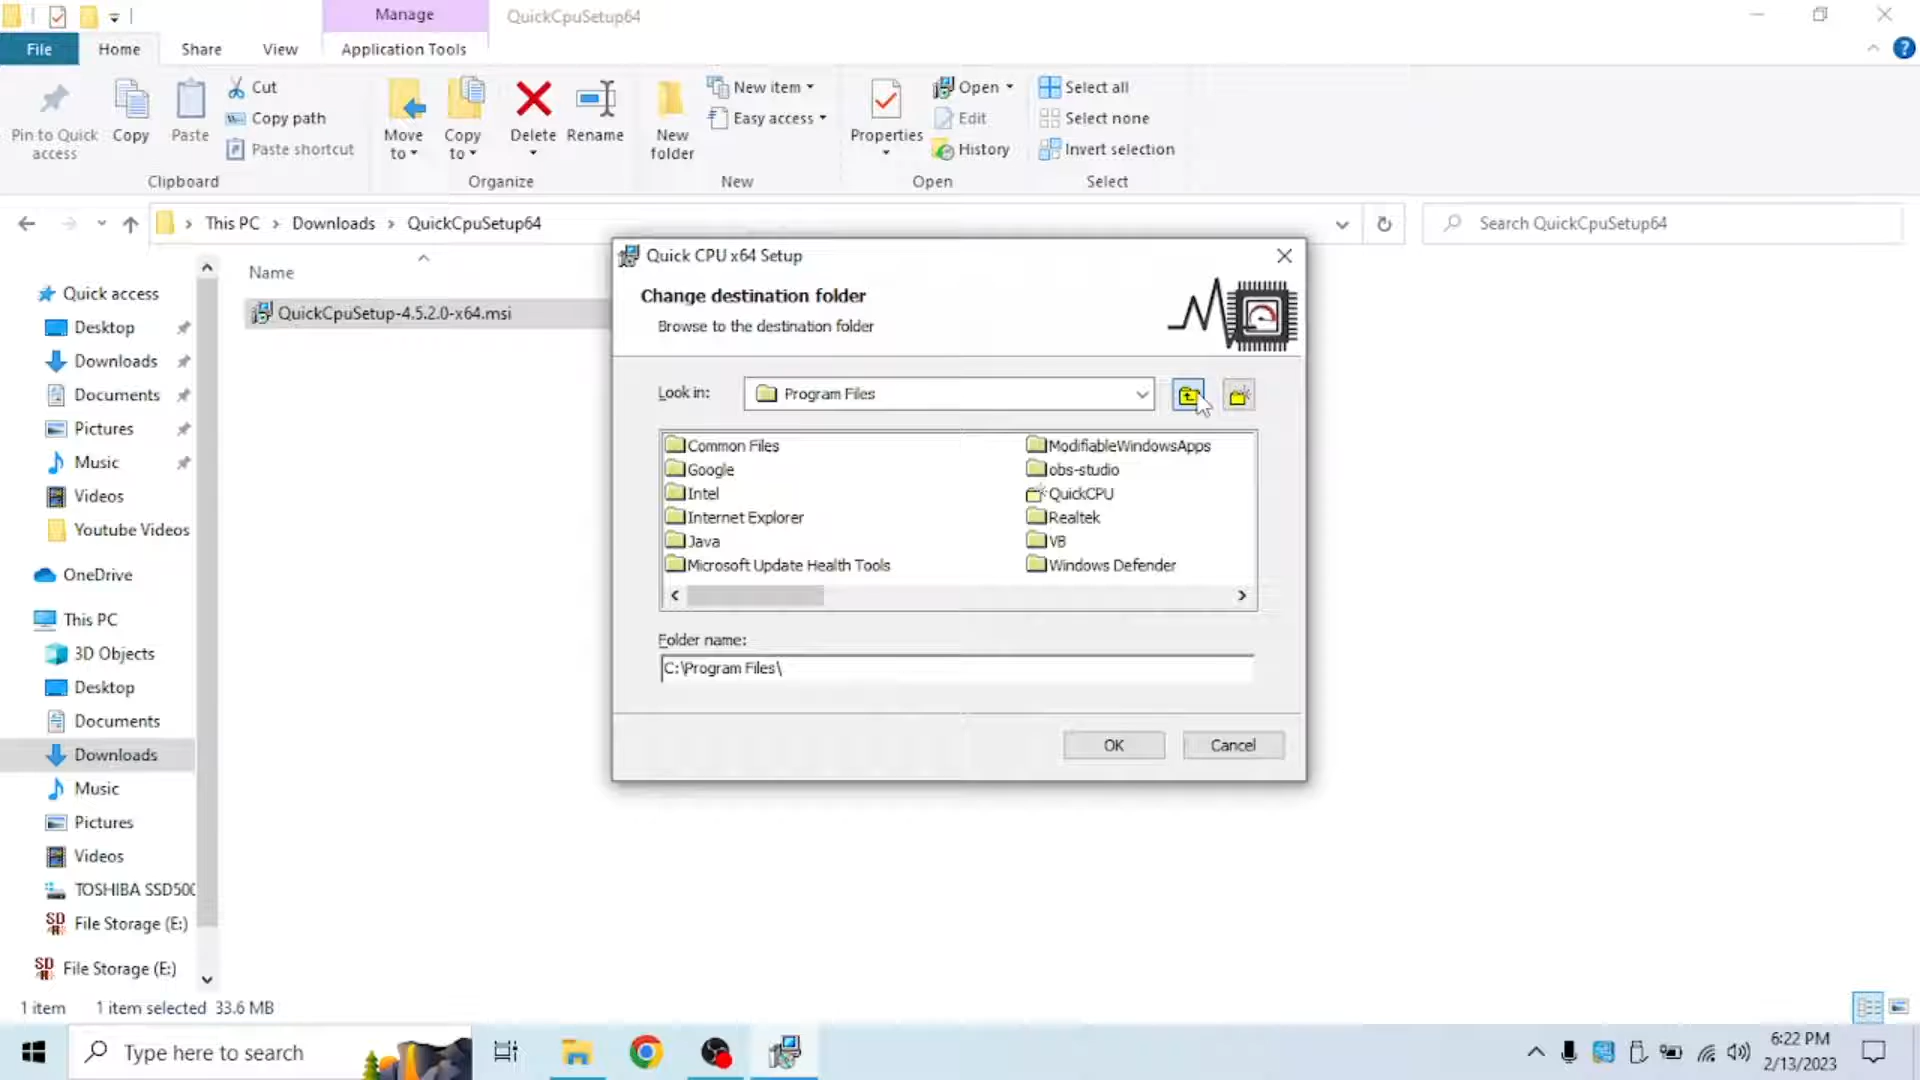 Manage
QuickCpuSetup64
File
Home
Share
View
Application Tools
Pin to Quick access
Copy
Paste
Cut
Copy path
Paste shortcut
Clipboard
Move to
Copy to
Delete
Rename
Organize
New folder
New item
Easy access
New
Properties
Open
Edit
History
Open
Select all
Select none
Invert selection
Select
This PC
Downloads
QuickCpuSetup64
Search QuickCpuSetup64
Quick access
Desktop
Downloads
Documents
Pictures
Music
Videos
Youtube Videos
OneDrive
This PC
3D Objects
Desktop
Documents
Downloads
Music
Pictures
Videos
TOSHIBA SSD500
File Storage (E:)
File Storage (E:)
Name
QuickCpuSetup-4.5.2.0-x64.msi
Quick CPU x64 Setup
Change destination folder
Browse to the destination folder
Look in:
Program Files
Common Files
Google
Intel
Internet Explorer
Java
Microsoft Update Health Tools
ModifiableWindowsApps
obs-studio
QuickCPU
Realtek
VB
Windows Defender
Folder name:
C:\Program Files\
OK
Cancel
1 item
1 item selected 33.6 MB
Type here to search
6:22 PM
2/13/2023